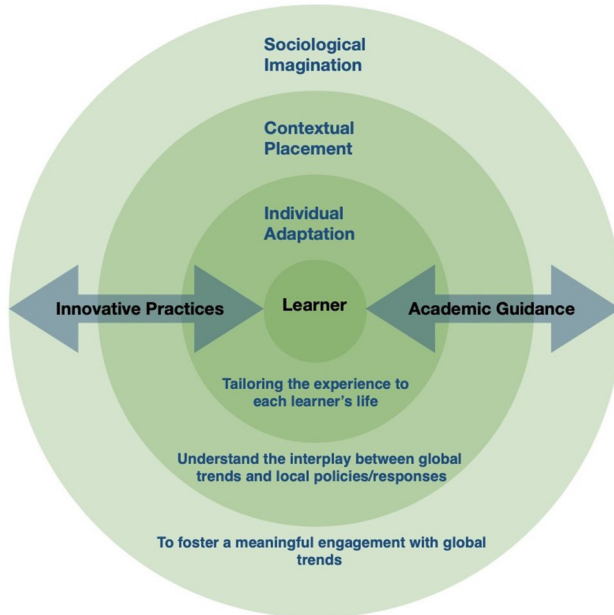 Sociological
Imagination
Contextual
Placement
Individual
Adaptation
Innovative Practices
Learner
Academic Guidance
Tailoring the experience to
each learner's life
Understand the interplay between global
trends and local policies/responses
To foster a meaningful engagement with global
trends